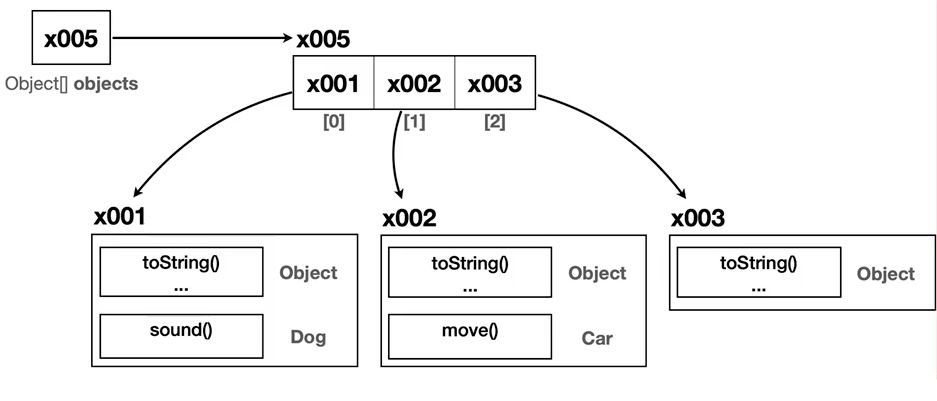 x005
x005
Object[] objects
x001 x002 x003
[0] [1] [2]
x001
toString()
...
Object
sound()
Dog
x002
toString()
...
Object
move()
Car
x003
toString()
...
Object